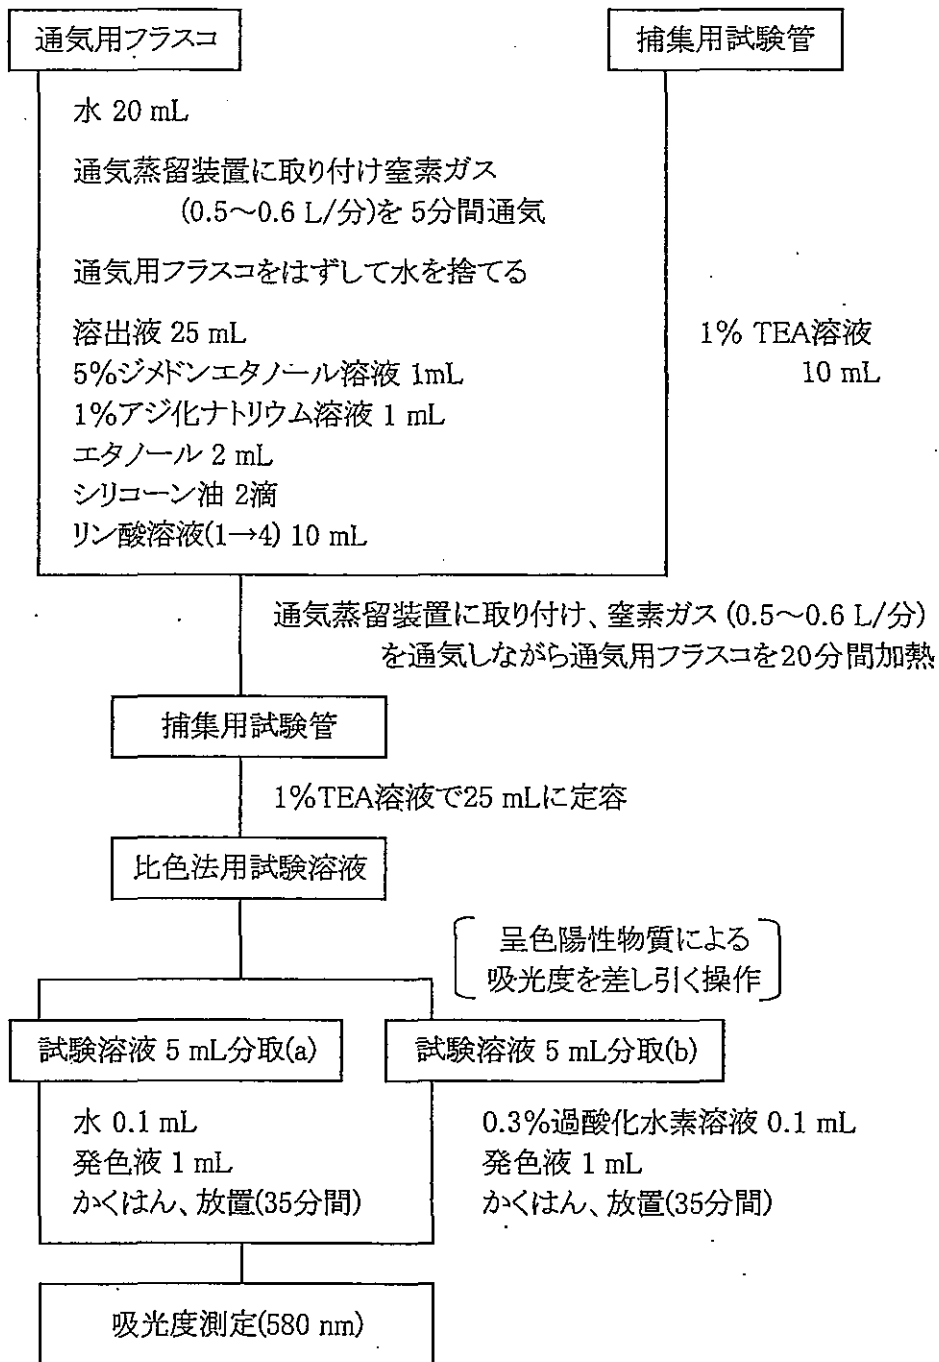 通気用フラスコ
捕集用試験管
水 20 mL
通気蒸留装置に取り付け窒素ガス
(0.5～0.6 L/分)を 5分間通気
通気用フラスコをはずして水を捨てる
溶出液 25 mL
5%ジメドンエタノール溶液 1mL
1%アジ化ナトリウム溶液 1 mL
エタノール 2 mL
シリコーン油 2滴
リン酸溶液(1→4) 10 mL
1% TEA溶液
10 mL
通気蒸留装置に取り付け、窒素ガス (0.5～0.6 L/分)
を通気しながら通気用フラスコを20分間加熱
捕集用試験管
1%TEA溶液で25 mLに定容
比色法用試験溶液
呈色陽性物質による
吸光度を差し引く操作
試験溶液 5 mL分取(a)
水 0.1 mL
発色液 1 mL
かくはん、放置(35分間)
試験溶液 5 mL分取(b)
0.3%過酸化水素溶液 0.1 mL
発色液 1 mL
かくはん、放置(35分間)
吸光度測定(580 nm)